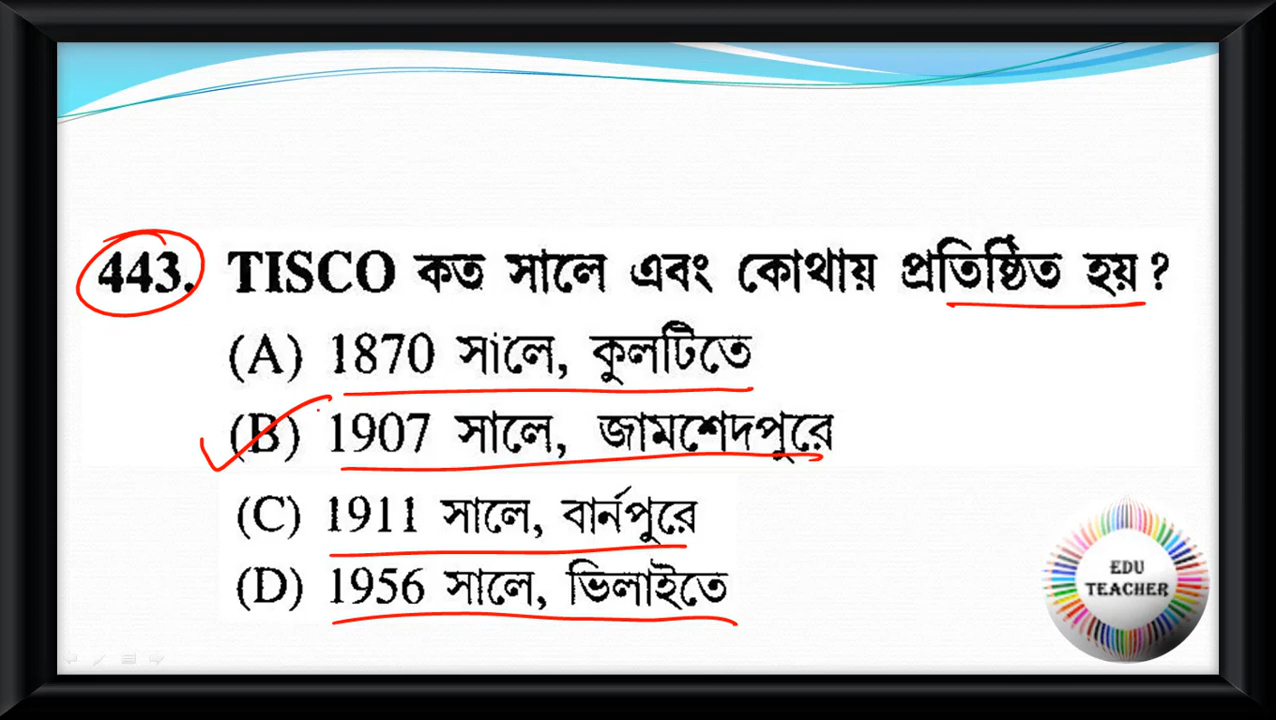 443. TISCO কত সালে এবং কোথায় প্রতিষ্ঠিত হয় ?
(A) 1870 সালে, কুলটিতে
(B) 1907 সালে, জামশেদপুরে
(C) 1911 সালে, বার্নপুরে
(D) 1956 সালে, ভিলাইতে
EDU
TEACHER